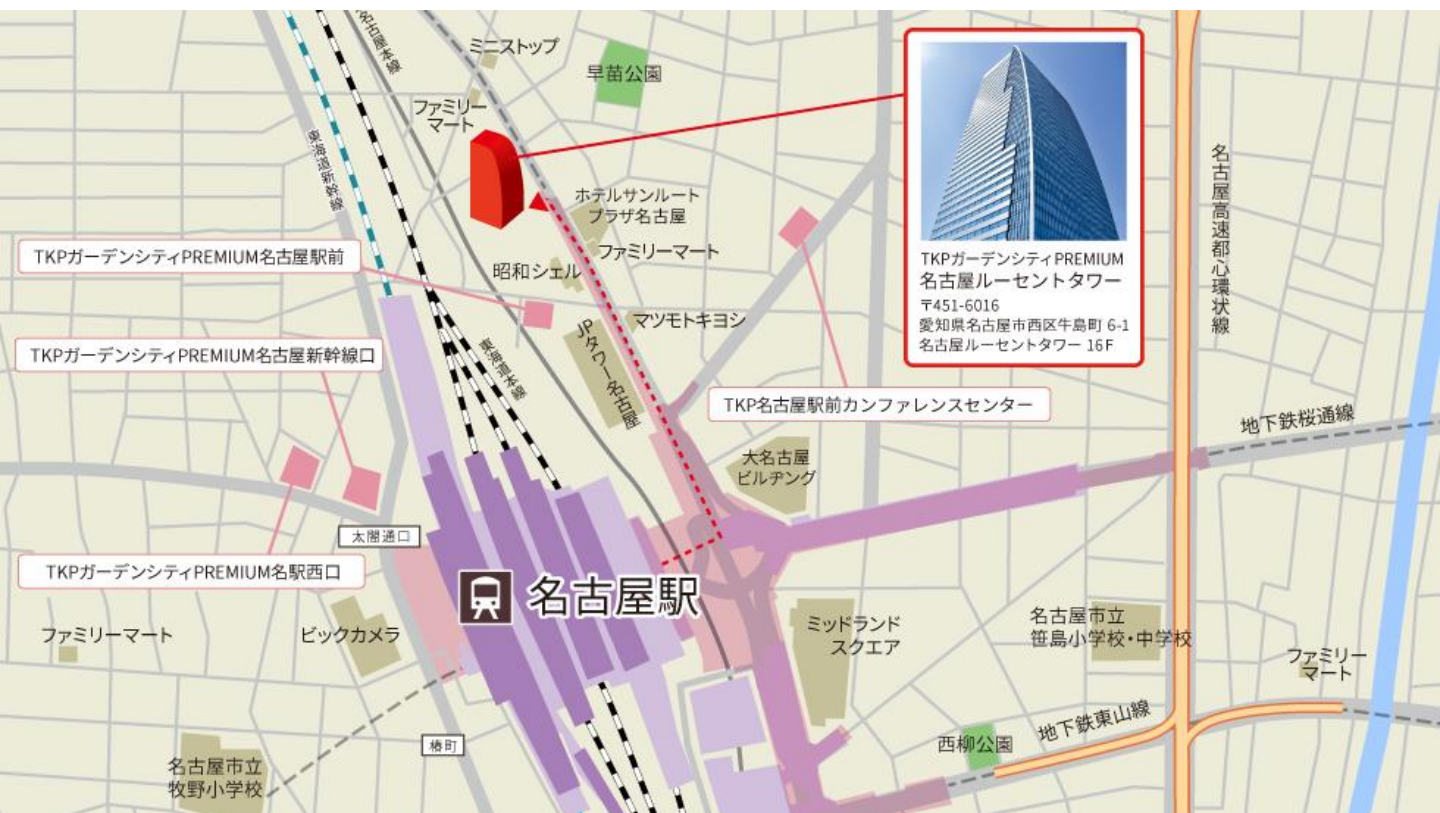 名古屋本線
ミニストップ
早苗公園
ファミリー
マート
東海道新幹線
ホテルサンルート
プラザ名古屋
ファミリーマート
昭和シェル
マツモトキヨシ
JPタワー名古屋
東海道本線
TKPガーデンシティPREMIUM名古屋駅前
TKPガーデンシティPREMIUM名古屋新幹線口
TKPガーデンシティPREMIUM
名古屋ルーセントタワー
〒451-6016
愛知県名古屋市西区牛島町 6-1
名古屋ルーセントタワー 16F
名古屋高速都心環状線
TKP名古屋駅前カンファレンスセンター
地下鉄桜通線
大名古屋
ビルヂング
太閤通口
TKPガーデンシティPREMIUM名駅西口
名古屋駅
ファミリーマート
ビックカメラ
ミッドランド
スクエア
名古屋市立
笹島小学校・中学校
ファミリー
マート
椿町
西柳公園
地下鉄東山線
名古屋市立
牧野小学校